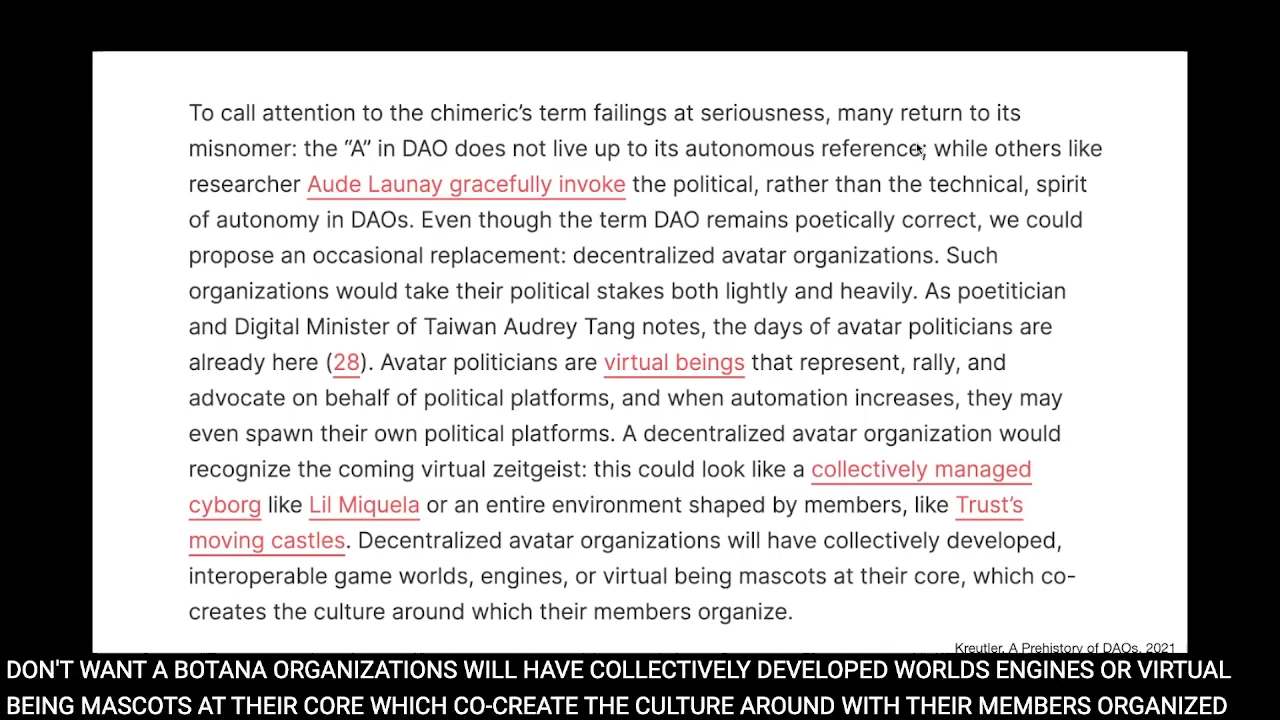 To call attention to the chimeric’s term failings at seriousness, many return to its
misnomer: the “A” in DAO does not live up to its autonomous reference; while others like
researcher Aude Launay gracefully invoke the political, rather than the technical, spirit
of autonomy in DAOs. Even though the term DAO remains poetically correct, we could
propose an occasional replacement: decentralized avatar organizations. Such
organizations would take their political stakes both lightly and heavily. As poetitician
and Digital Minister of Taiwan Audrey Tang notes, the days of avatar politicians are
already here (28). Avatar politicians are virtual beings that represent, rally, and
advocate on behalf of political platforms, and when automation increases, they may
even spawn their own political platforms. A decentralized avatar organization would
recognize the coming virtual zeitgeist: this could look like a collectively managed
cyborg like Lil Miquela or an entire environment shaped by members, like Trust’s
moving castles. Decentralized avatar organizations will have collectively developed,
interoperable game worlds, engines, or virtual being mascots at their core, which co-
creates the culture around which their members organize.
Kreutler, A Prehistory of DAOs, 2021
DON'T WANT A BOTANA ORGANIZATIONS WILL HAVE COLLECTIVELY DEVELOPED WORLDS ENGINES OR VIRTUAL
BEING MASCOTS AT THEIR CORE WHICH CO-CREATE THE CULTURE AROUND WITH THEIR MEMBERS ORGANIZED